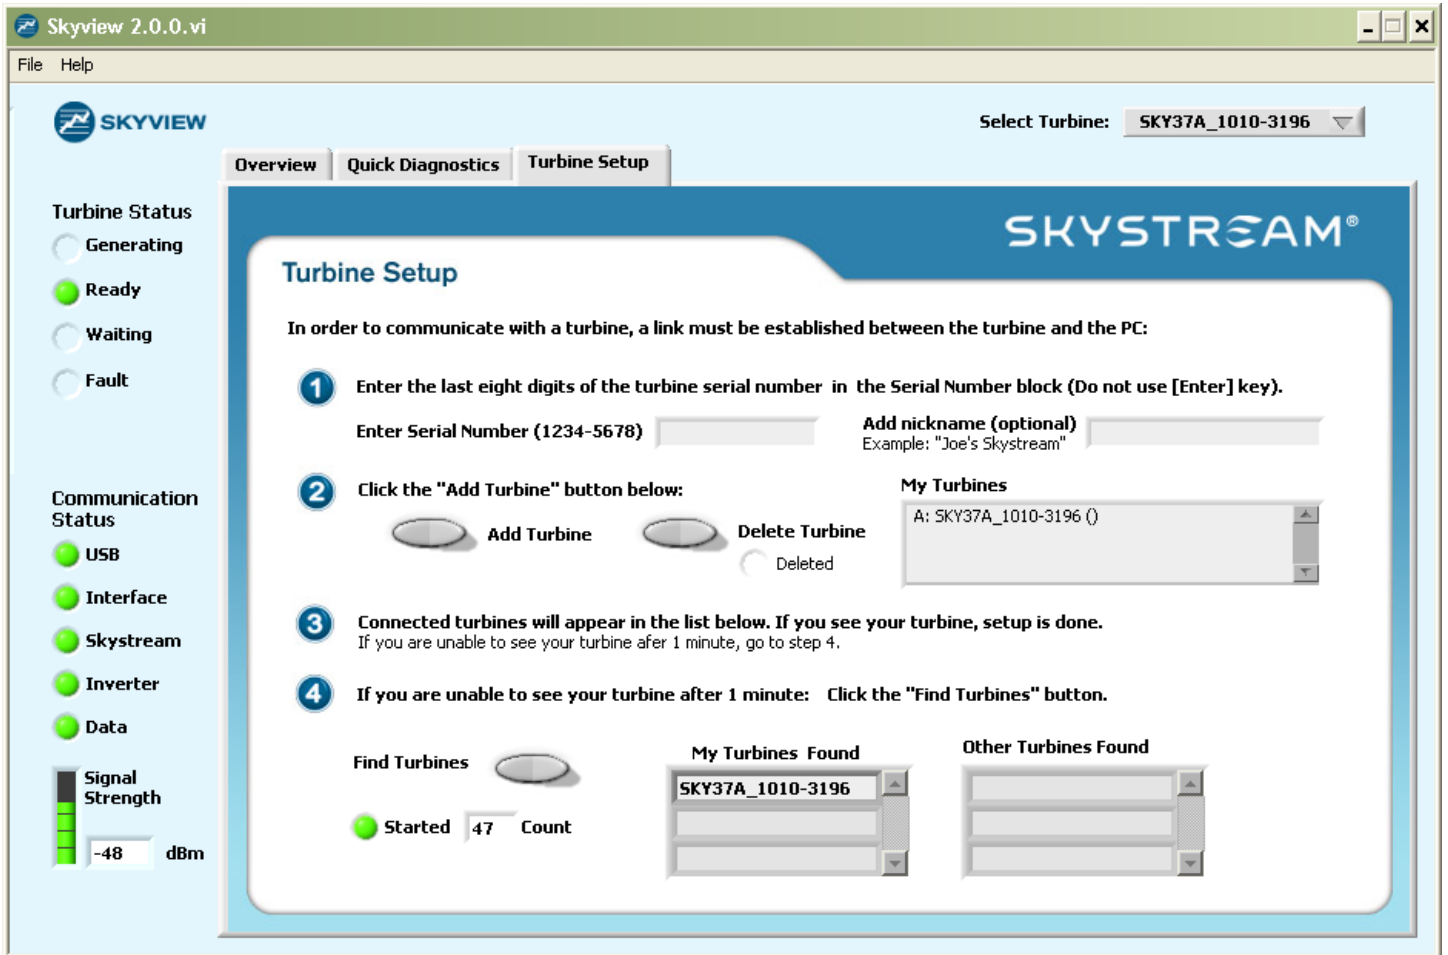 Skyview 2.0.0.vi
File Help
SKYVIEW
Select Turbine: SKY37A_1010-3196
Overview Quick Diagnostics Turbine Setup
Turbine Status
Generating
Ready
Waiting
Fault
Communication
Status
USB
Interface
Skystream
Inverter
Data
Signal
Strength
-48 dBm
SKYSTREAM®
Turbine Setup
In order to communicate with a turbine, a link must be established between the turbine and the PC:
1 Enter the last eight digits of the turbine serial number in the Serial Number block (Do not use [Enter] key).
Enter Serial Number (1234-5678)
Add nickname (optional)
Example: "Joe's Skystream"
2 Click the "Add Turbine" button below:
Add Turbine
Delete Turbine
Deleted
My Turbines
A: SKY37A_1010-3196 ()
3 Connected turbines will appear in the list below. If you see your turbine, setup is done.
If you are unable to see your turbine afer 1 minute, go to step 4.
4 If you are unable to see your turbine after 1 minute: Click the "Find Turbines" button.
Find Turbines
Started 47 Count
My Turbines Found
SKY37A_1010-3196
Other Turbines Found